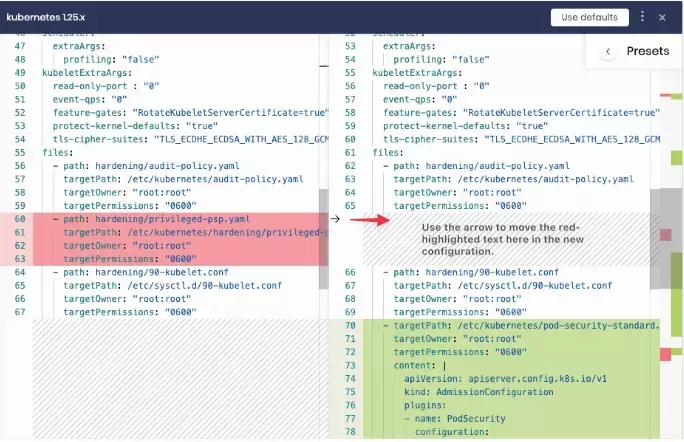 kubernetes 1.25.x
Use defaults
Presets
46 scheduler:
47 extraArgs:
48 profiling: "false"
49 kubeletExtraArgs:
50 read-only-port : "0"
51 event-qps: "0"
52 feature-gates: "RotateKubeletServerCertificate=true"
53 protect-kernel-defaults: "true"
54 tls-cipher-suites: "TLS_ECDHE_ECDSA_WITH_AES_128_GCM
55 files:
56 - path: hardening/audit-policy.yaml
57 targetPath: /etc/kubernetes/audit-policy.yaml
58 targetOwner: "root:root"
59 targetPermissions: "0600"
60 - path: hardening/privileged-psp.yaml
61 targetPath: /etc/kubernetes/hardening/privileged-p
62 targetOwner: "root:root"
63 targetPermissions: "0600"
64 - path: hardening/90-kubelet.conf
65 targetPath: /etc/sysctl.d/90-kubelet.conf
66 targetOwner: "root:root"
67 targetPermissions: "0600"
52 scheduler:
53 extraArgs:
54 profiling: "false"
55 kubeletExtraArgs:
56 read-only-port : "0"
57 event-qps: "0"
58 feature-gates: "RotateKubeletServerCertificate=true"
59 protect-kernel-defaults: "true"
60 tls-cipher-suites: "TLS_ECDHE_ECDSA_WITH_AES_128_GCM
61 files:
62 - path: hardening/audit-policy.yaml
63 targetPath: /etc/kubernetes/audit-policy.yaml
64 targetOwner: "root:root"
65 targetPermissions: "0600"
Use the arrow to move the red-
highlighted text here in the new
configuration.
66 - path: hardening/90-kubelet.conf
67 targetPath: /etc/sysctl.d/90-kubelet.conf
68 targetOwner: "root:root"
69 targetPermissions: "0600"
70 - targetPath: /etc/kubernetes/pod-security-standard.
71 targetOwner: "root:root"
72 targetPermissions: "0600"
73 content: |
74 apiVersion: apiserver.config.k8s.io/v1
75 kind: AdmissionConfiguration
76 plugins:
77 - name: PodSecurity
78 configuration: